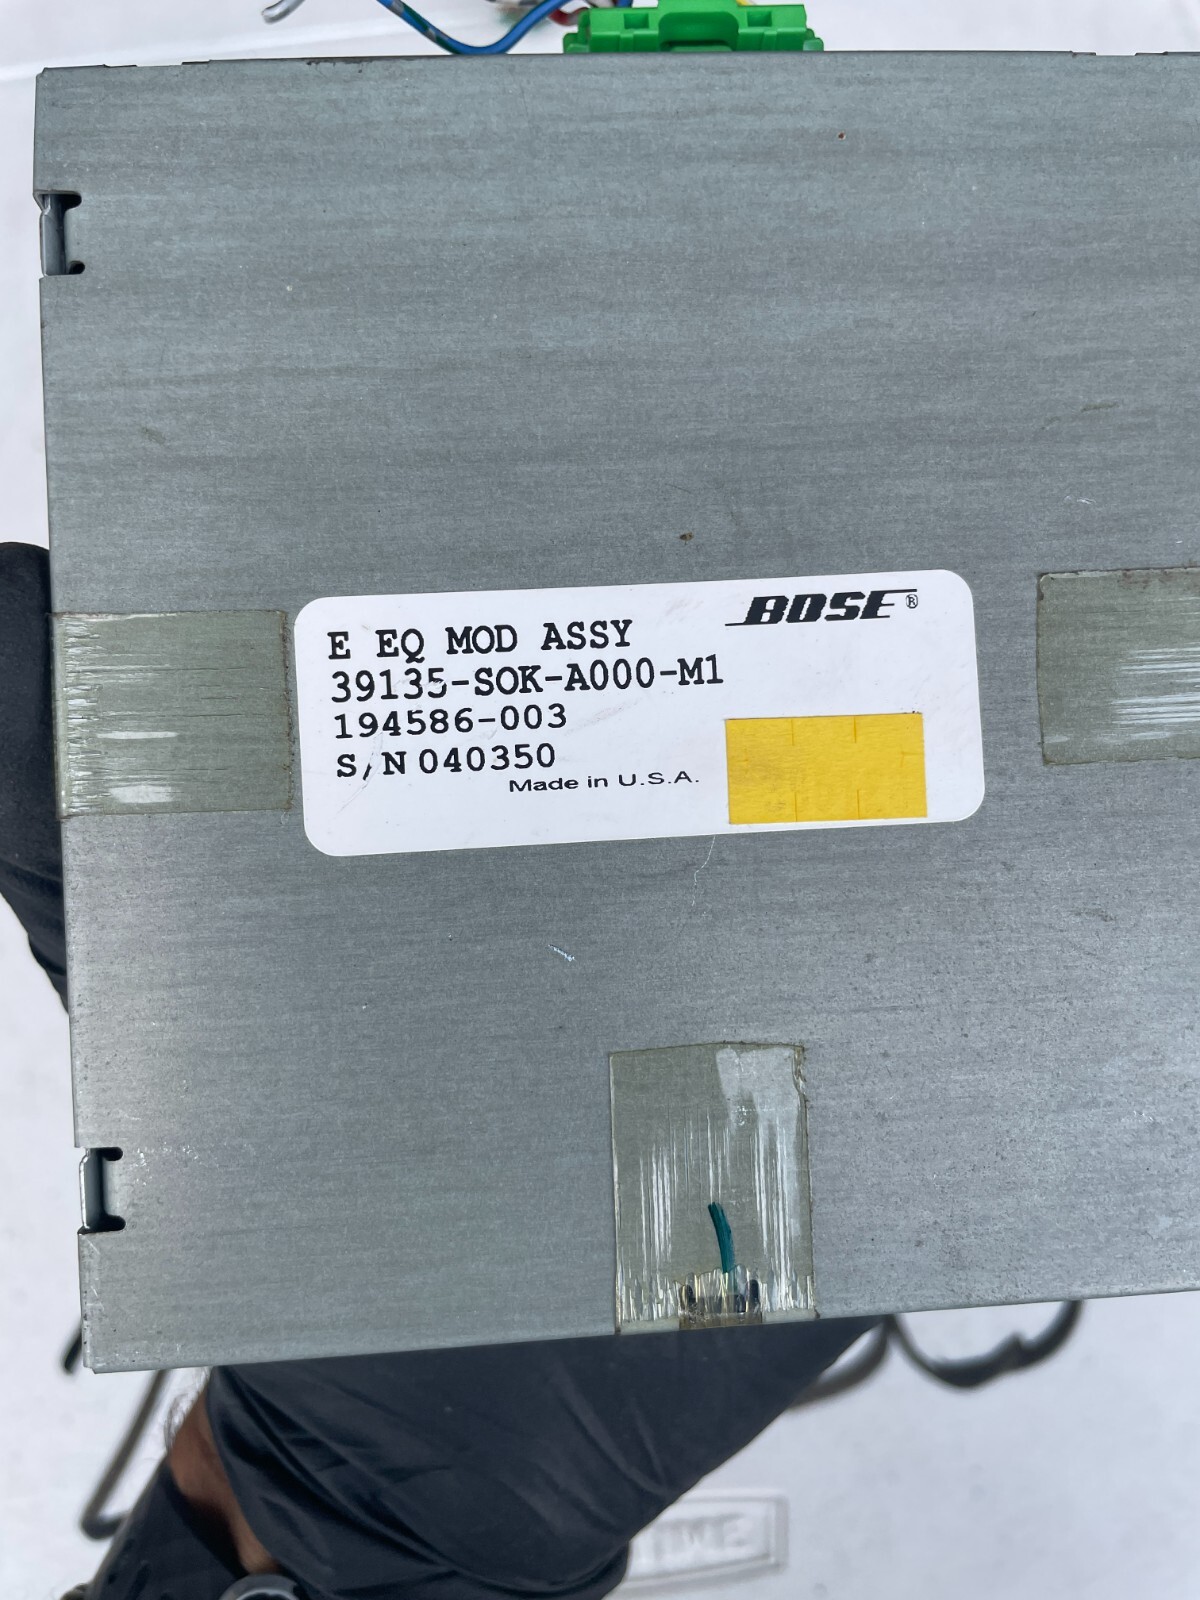 BOSE®
E EQ MOD ASSY
39135-SOK-A000-M1
194586-003
S/N 040350
Made in U.S.A.